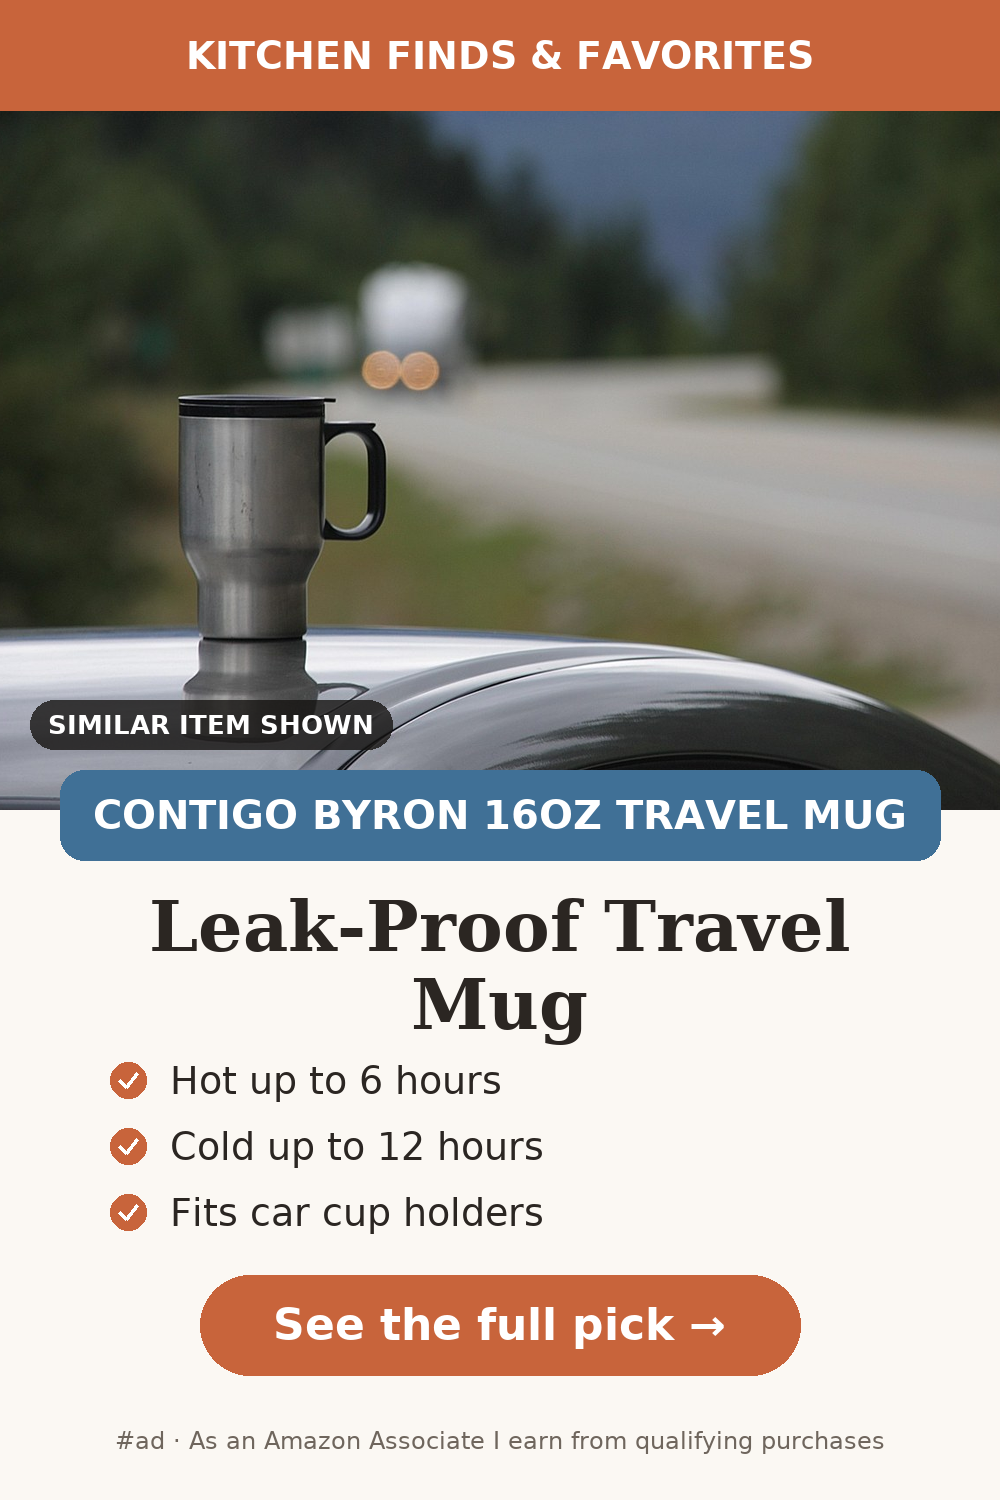 KITCHEN FINDS & FAVORITES
SIMILAR ITEM SHOWN
CONTIGO BYRON 16OZ TRAVEL MUG
Leak-Proof Travel
Mug
Hot up to 6 hours
Cold up to 12 hours
Fits car cup holders
See the full pick →
#ad · As an Amazon Associate I earn from qualifying purchases